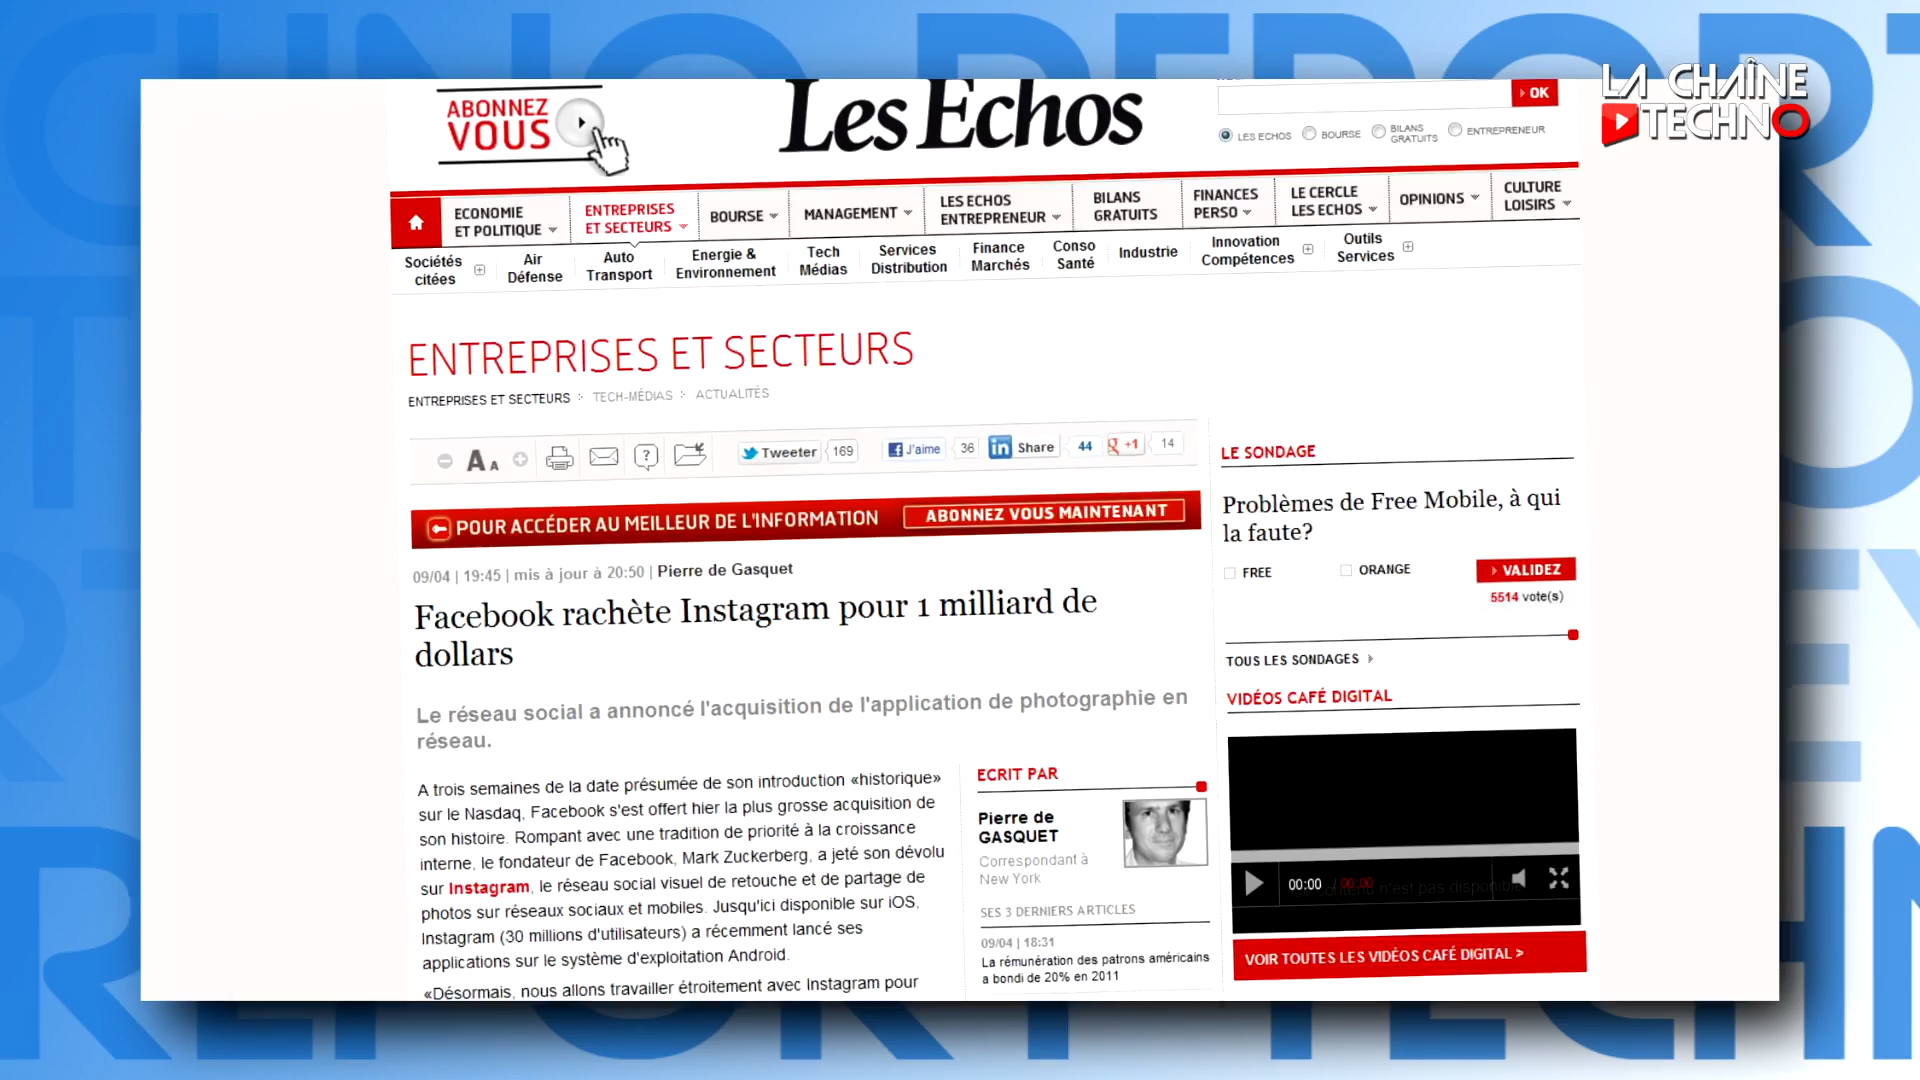 LA CHAÎNE
TECHNO
ABONNEZ
VOUS
Les Echos
OK
LES ECHOS
BOURSE
BILANS
GRATUITS
ENTREPRENEUR
ECONOMIE
ET POLITIQUE
ENTREPRISES
ET SECTEURS
BOURSE
MANAGEMENT
LES ECHOS
ENTREPRENEUR
BILANS
GRATUITS
FINANCES
PERSO
LE CERCLE
LES ECHOS
OPINIONS
CULTURE
LOISIRS
Sociétés
citées
Air
Défense
Auto
Transport
Energie &
Environnement
Tech
Médias
Services
Distribution
Finance
Marchés
Conso
Santé
Industrie
Innovation
Compétences
Outils
Services
ENTREPRISES ET SECTEURS
ENTREPRISES ET SECTEURS TECH-MÉDIAS ACTUALITÉS
A A ? Tweeter 169 J'aime 36 in Share 44 g +1 14
POUR ACCÉDER AU MEILLEUR DE L'INFORMATION ABONNEZ VOUS MAINTENANT
09/04 | 19:45 | mis à jour à 20:50 | Pierre de Gasquet
Facebook rachète Instagram pour 1 milliard de
dollars
Le réseau social a annoncé l'acquisition de l'application de photographie en
réseau.
A trois semaines de la date présumée de son introduction «historique»
sur le Nasdaq, Facebook s'est offert hier la plus grosse acquisition de
son histoire. Rompant avec une tradition de priorité à la croissance
interne, le fondateur de Facebook, Mark Zuckerberg, a jeté son dévolu
sur Instagram, le réseau social visuel de retouche et de partage de
photos sur réseaux sociaux et mobiles. Jusqu'ici disponible sur iOS,
Instagram (30 millions d'utilisateurs) a récemment lancé ses
applications sur le système d'exploitation Android.
«Désormais, nous allons travailler étroitement avec Instagram pour
ECRIT PAR
Pierre de
GASQUET
Correspondant à
New York
SES 3 DERNIERS ARTICLES
09/04 | 18:31
La rémunération des patrons américains
a bondi de 20% en 2011
LE SONDAGE
Problèmes de Free Mobile, à qui
la faute?
FREE
ORANGE
VALIDEZ
5514 vote(s)
TOUS LES SONDAGES
VIDÉOS CAFÉ DIGITAL
00:00 / 00:00 n'est pas disponible
VOIR TOUTES LES VIDÉOS CAFÉ DIGITAL >